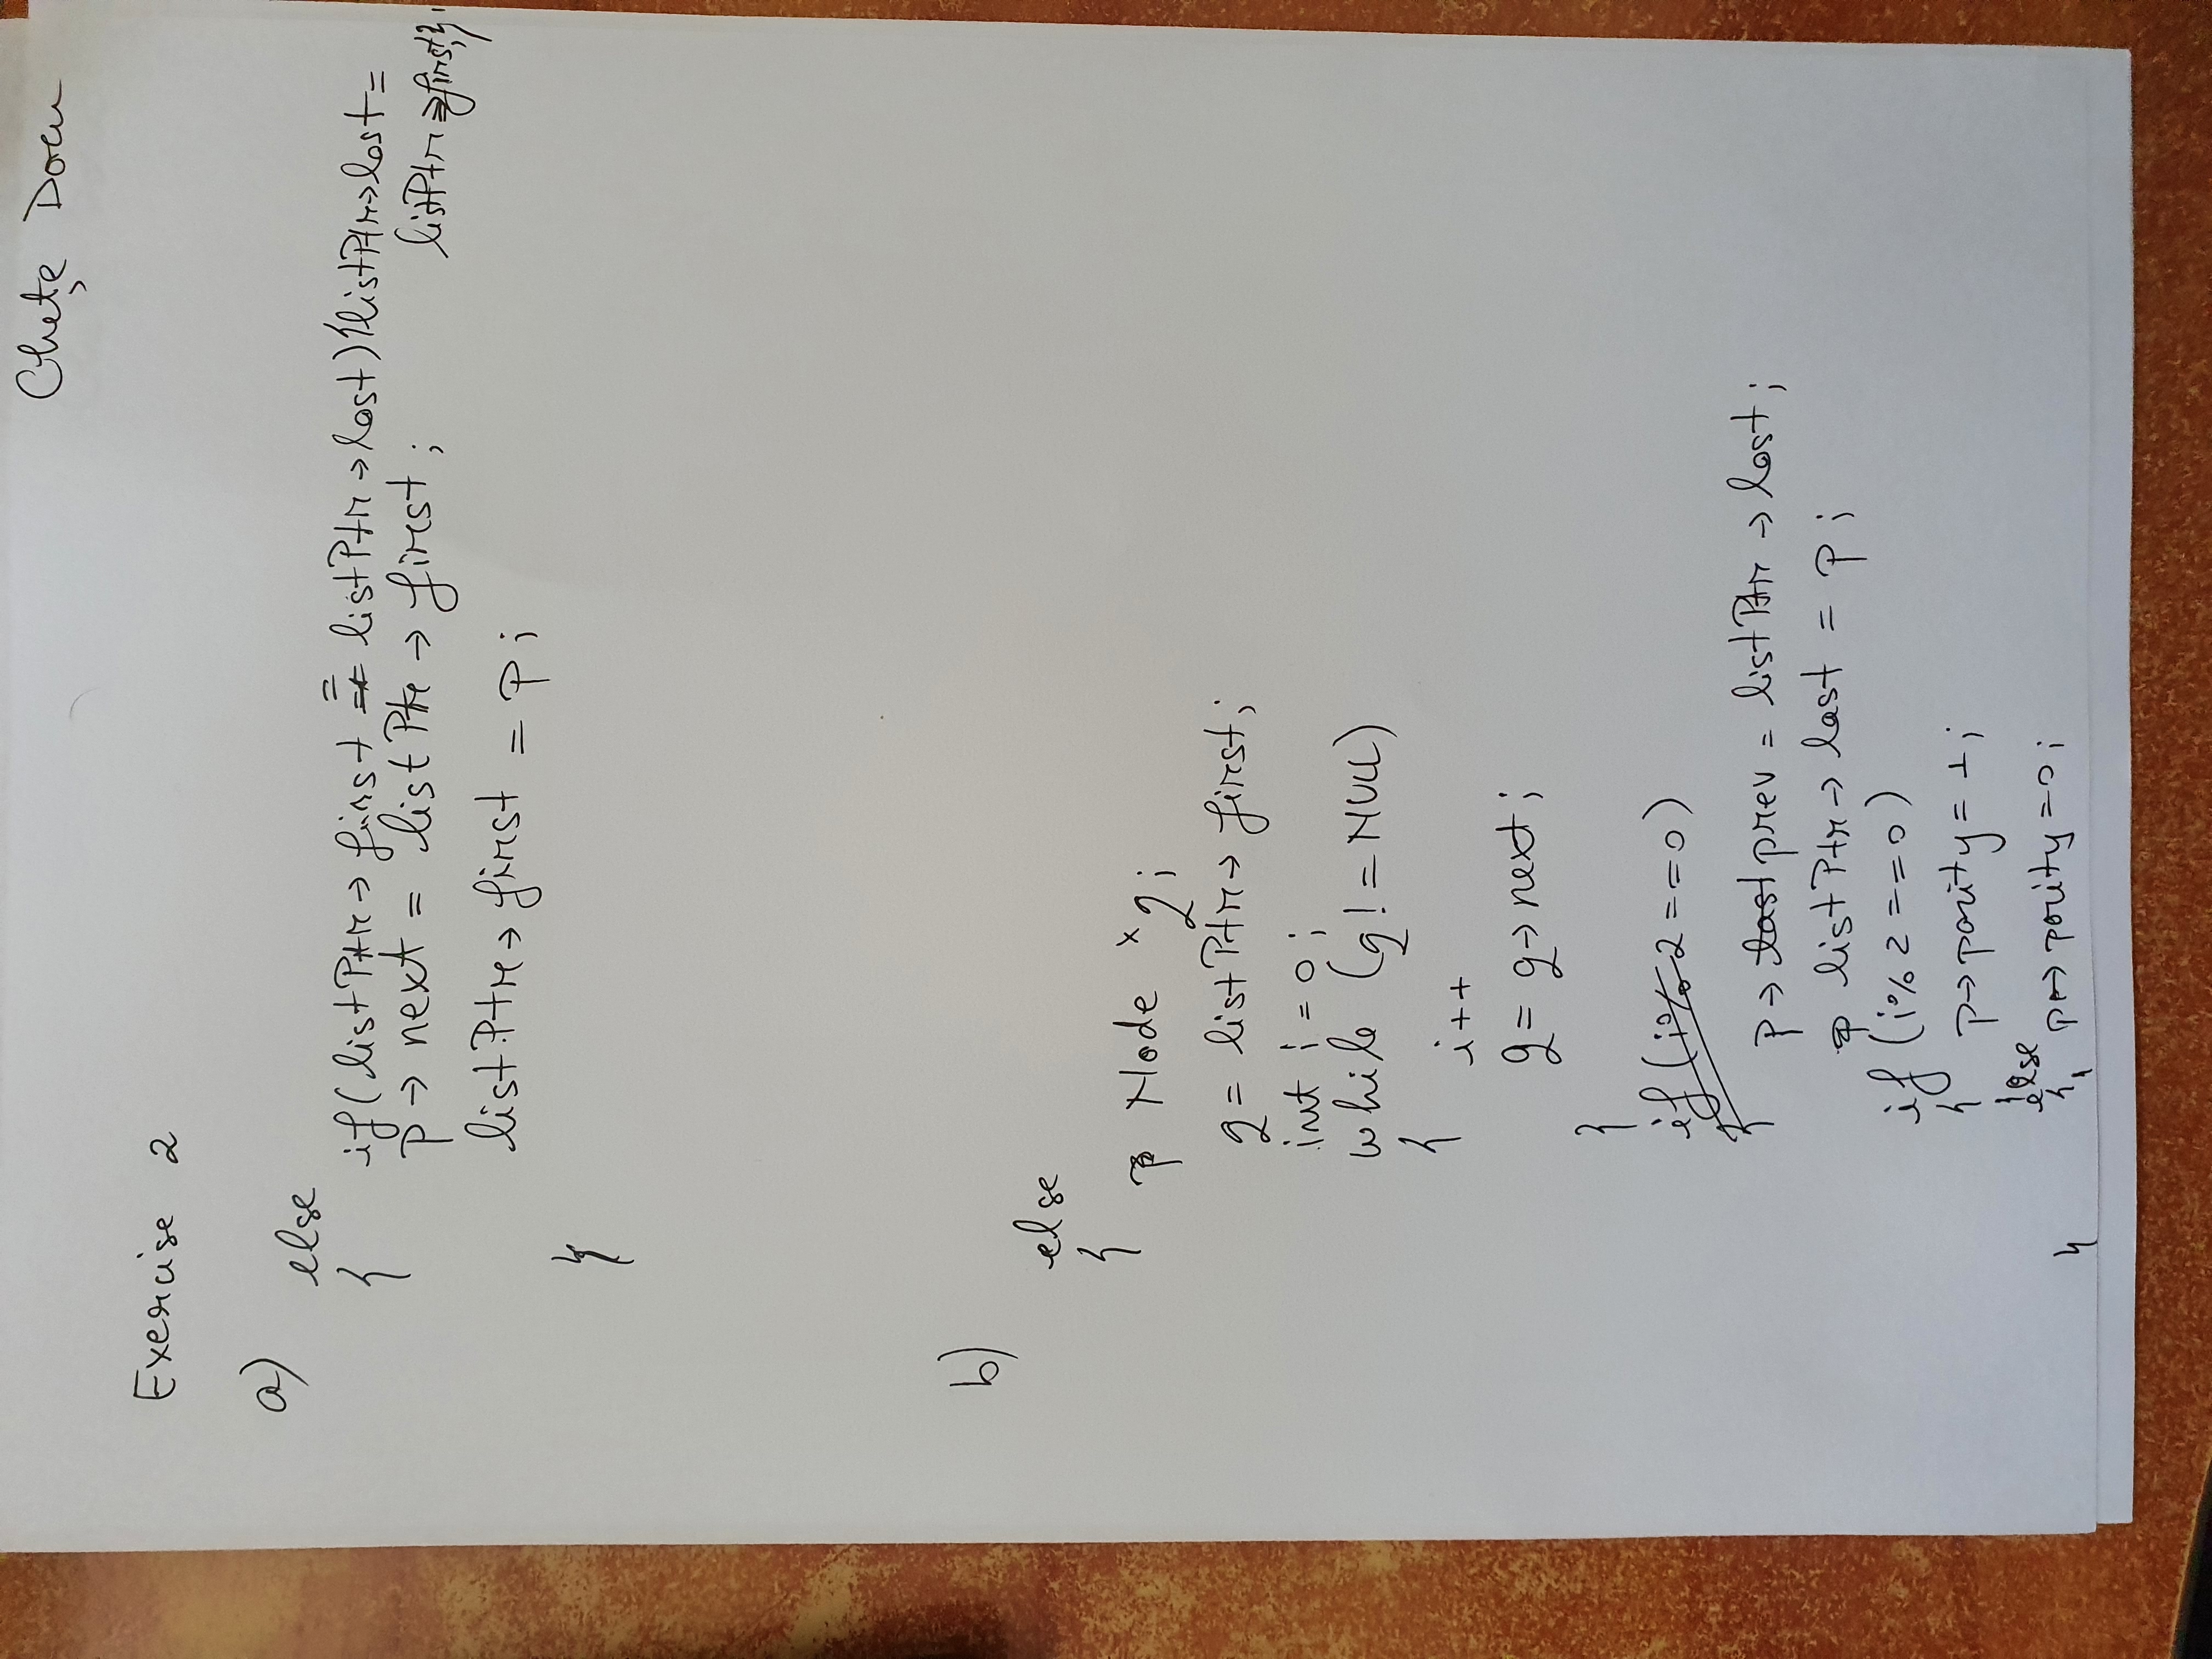 Chețe Docu
Exercise 2
a)
else
{ if(listPtr→first == listPtr→last){listPtr→last=
p→next = listPtr→first; listPtr→first;}
listPtr→first = p;
}
b)
else
{
Node *q;
q = listPtr→first;
int i = 0;
while (q != NULL)
{ i++
q = q→next;
}
if (i%2==0)
{
p→last prev = listPtr→last;
listPtr→last = p;
if (i%2==0)
{ p→parity = 1;
}else
{ p→parity = 0;
} }